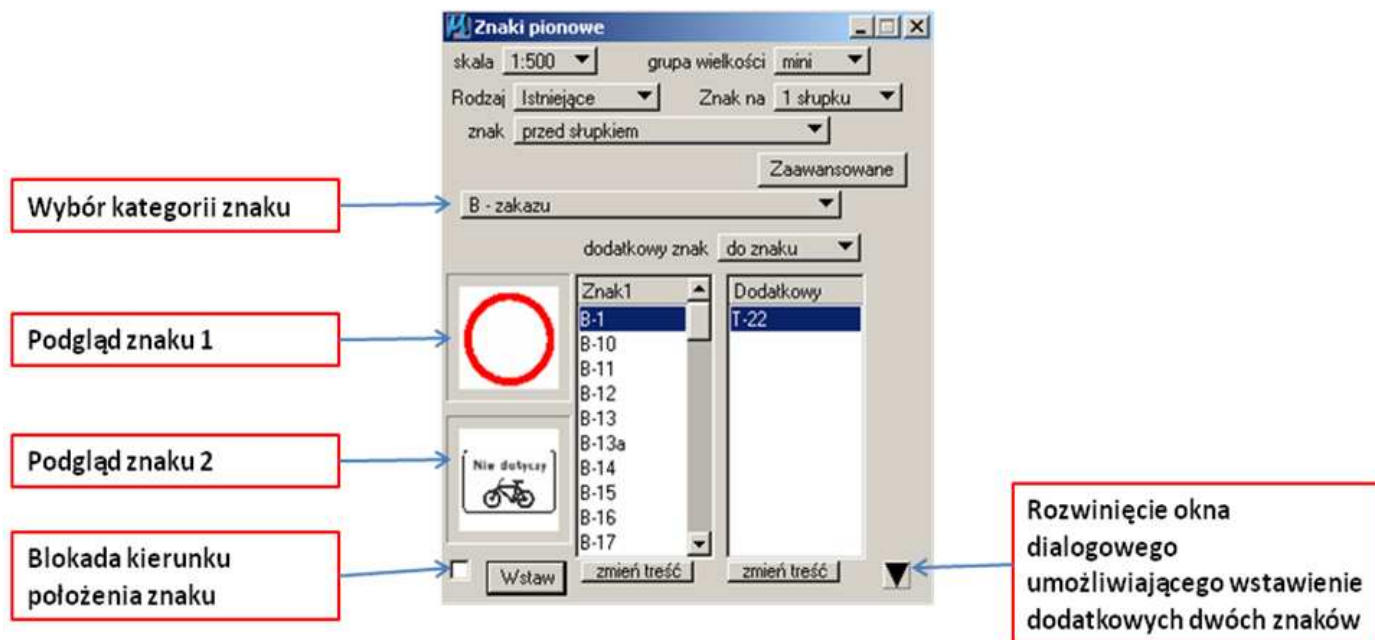 Znaki pionowe
skala 1:500 grupa wielkości mini
Rodzaj Istniejące Znak na 1 słupku
znak przed słupkiem
Zaawansowane
Wybór kategorii znaku
B - zakazu
dodatkowy znak do znaku
Znak1
B-1
B-10
B-11
B-12
B-13
B-13a
B-14
B-15
B-16
B-17
Dodatkowy
T-22
Podgląd znaku 1
Podgląd znaku 2
Nie dotyczy
Blokada kierunku
położenia znaku
Wstaw zmień treść zmień treść
Rozwinięcie okna
dialogowego
umożliwiającego wstawienie
dodatkowych dwóch znaków